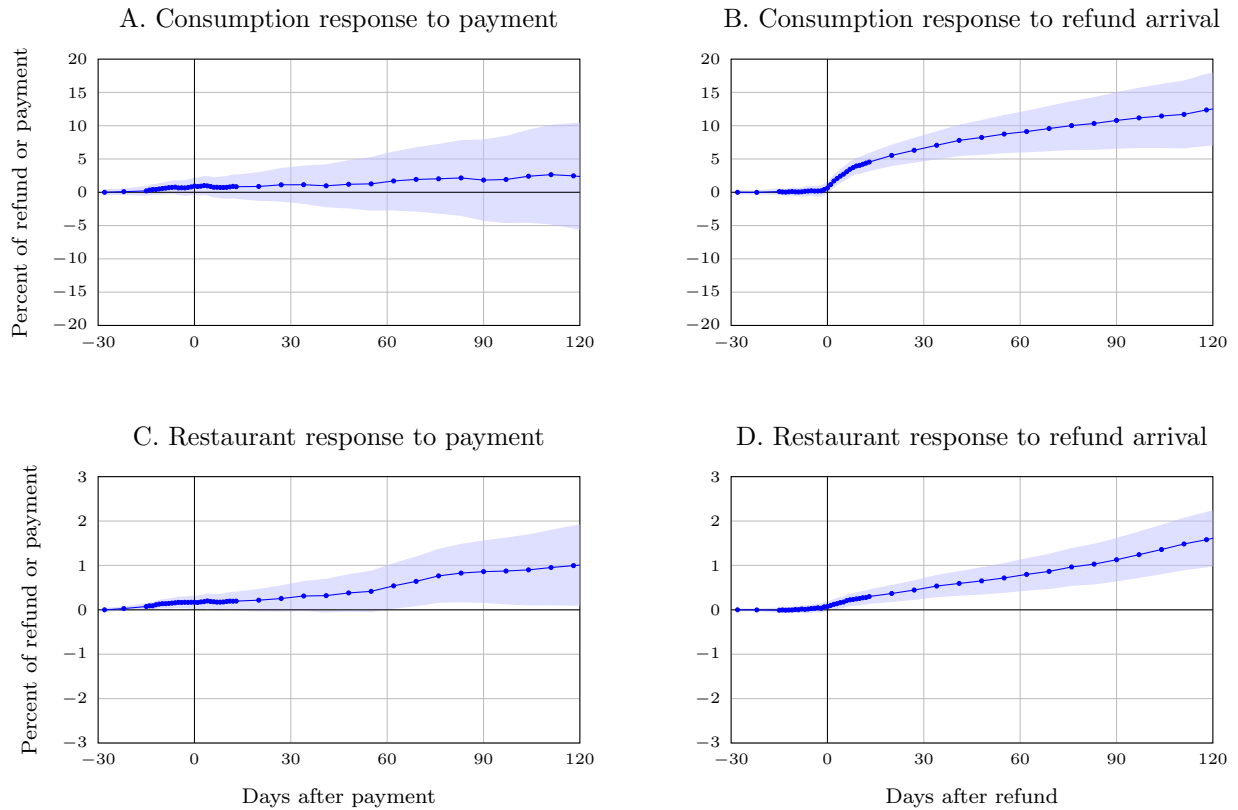 A. Consumption response to payment
Percent of refund or payment
20
15
10
5
0
−5
−10
−15
−20
−30 0 30 60 90 120
B. Consumption response to refund arrival
20
15
10
5
0
−5
−10
−15
−20
−30 0 30 60 90 120
C. Restaurant response to payment
Percent of refund or payment
3
2
1
0
−1
−2
−3
−30 0 30 60 90 120
Days after payment
D. Restaurant response to refund arrival
3
2
1
0
−1
−2
−3
−30 0 30 60 90 120
Days after refund